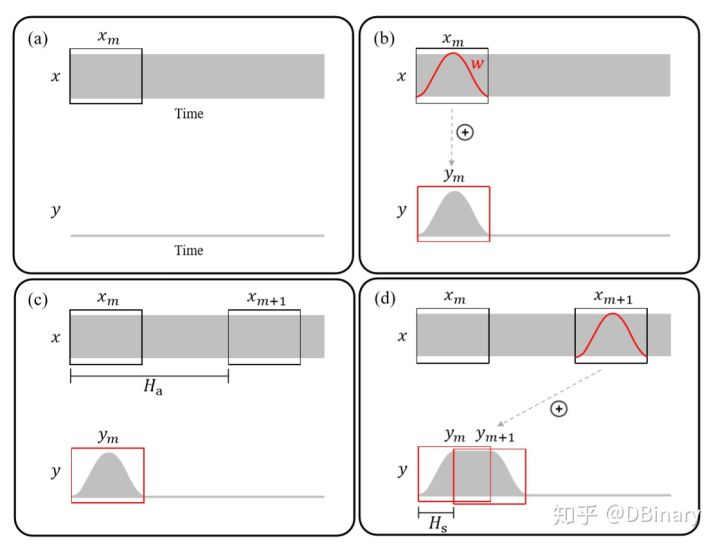 (a)
x_m
x
Time
y
Time
(b)
x_m
w
x
y_m
y
(c)
x_m x_{m+1}
x
H_a
y_m
y
(d)
x_m x_{m+1}
x
y_m y_{m+1}
y
H_s
知乎 @DBinary